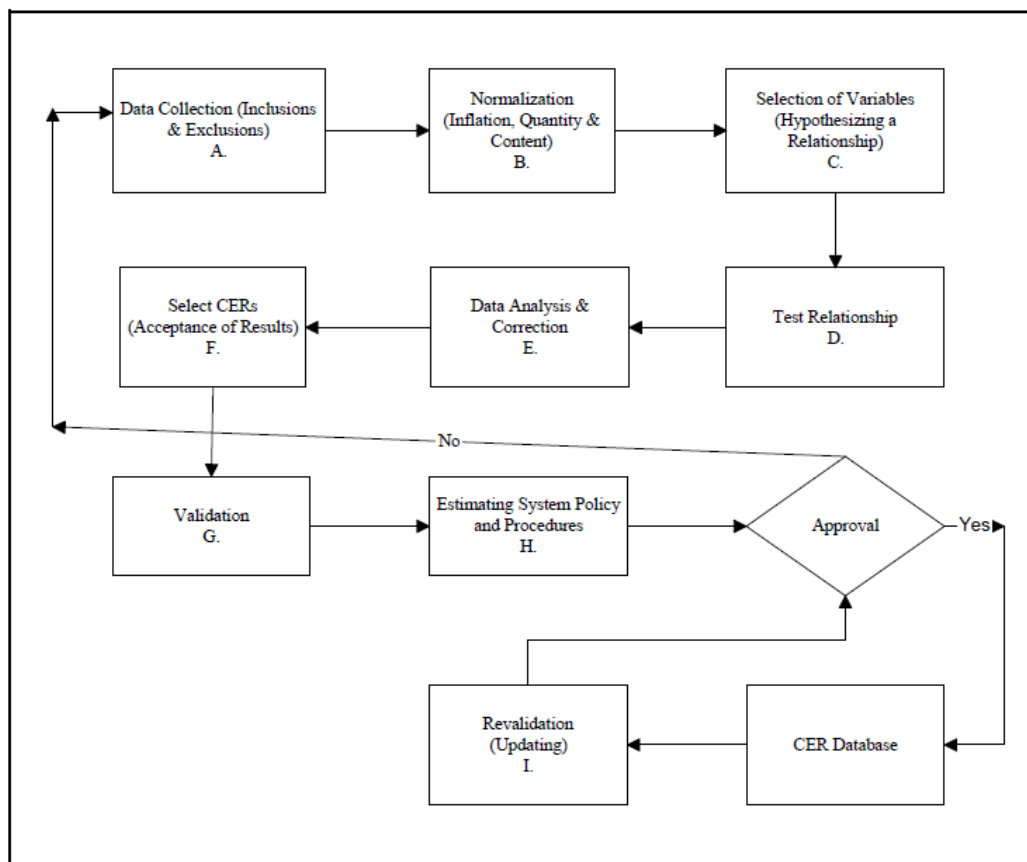 Data Collection (Inclusions
& Exclusions)
A.
Normalization
(Inflation, Quantity &
Content)
B.
Selection of Variables
(Hypothesizing a
Relationship)
C.
Test Relationship
D.
Data Analysis &
Correction
E.
Select CERs
(Acceptance of Results)
F.
No
Validation
G.
Estimating System Policy
and Procedures
H.
Approval
Yes
CER Database
Revalidation
(Updating)
I.